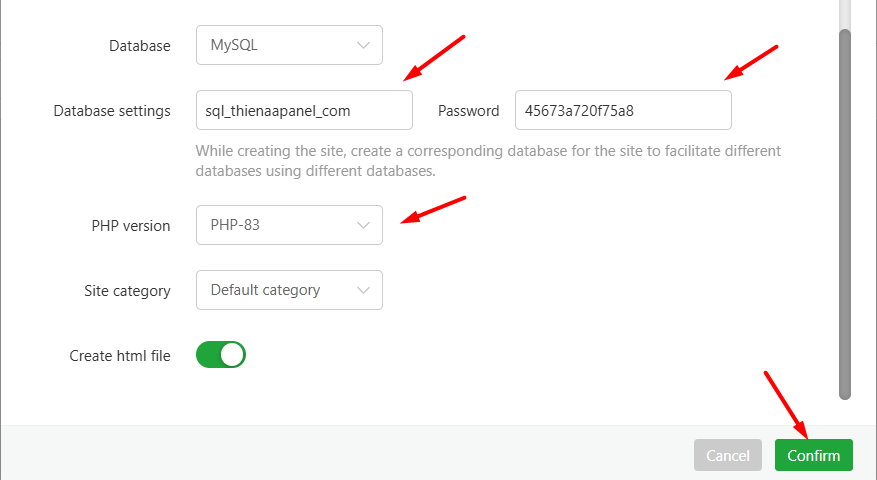 Database MySQL
Database settings sql_thienaapanel_com Password 45673a720f75a8
While creating the site, create a corresponding database for the site to facilitate different
databases using different databases.
PHP version PHP-83
Site category Default category
Create html file
Cancel Confirm